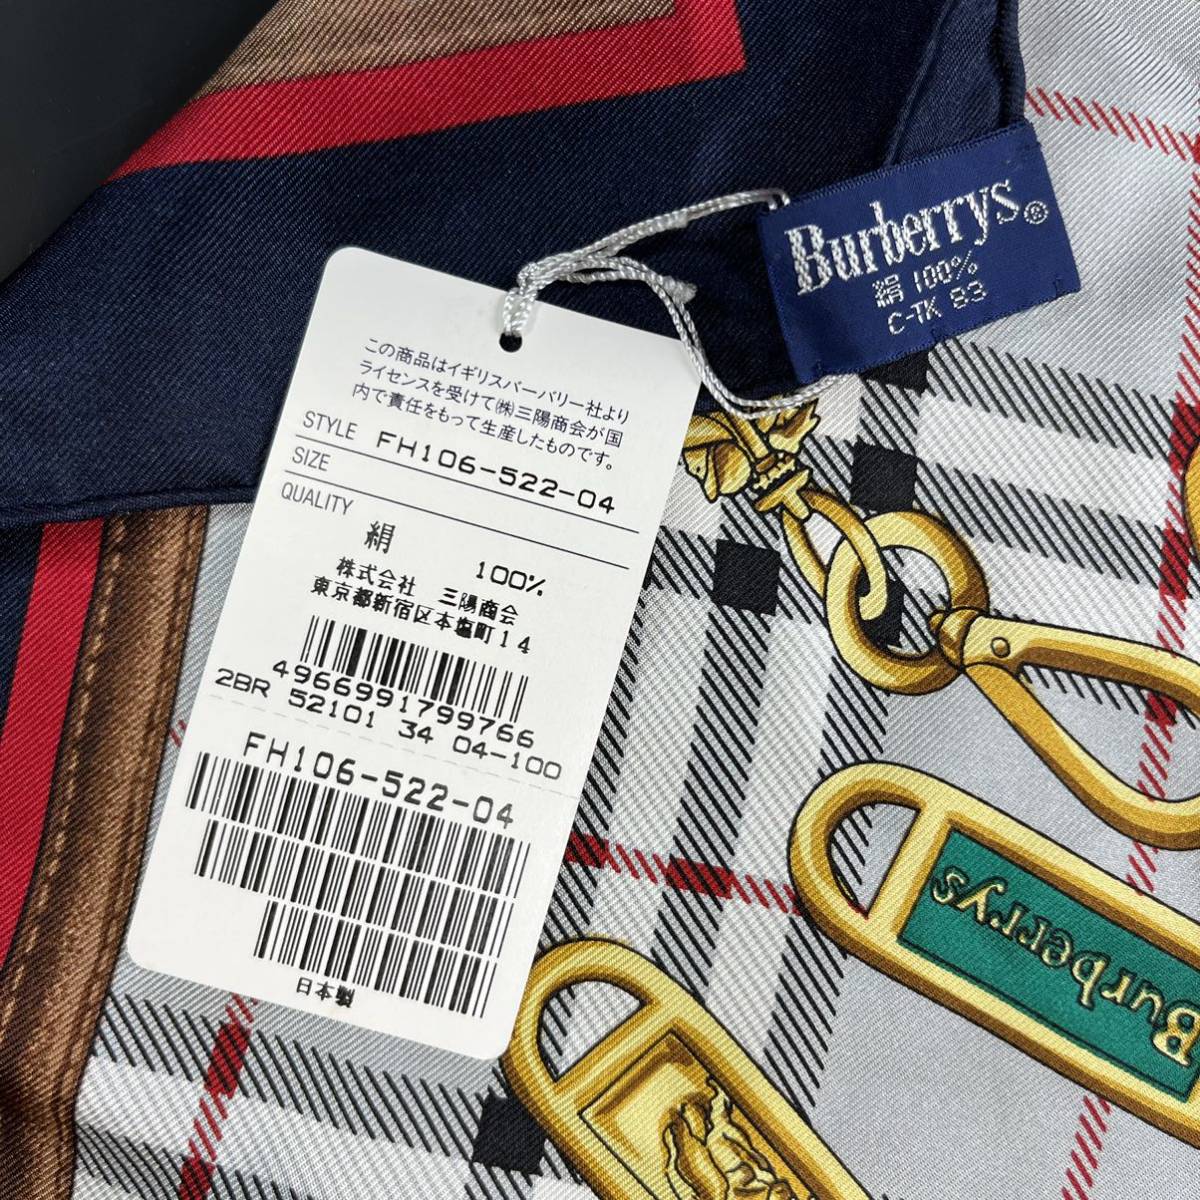 Burberrys®
絹 100%
C-TK 83
この商品はイギリスバーバリー社より
ライセンスを受けて㈱三陽商会が国
内で責任をもって生産したものです。
STYLE FH106-522-04
SIZE
QUALITY
絹 100%
株式会社 三陽商会
東京都新宿区本塩町14
4966991799766
2BR 52101 34 04-100
FH106-522-04
日本製
Burberrys